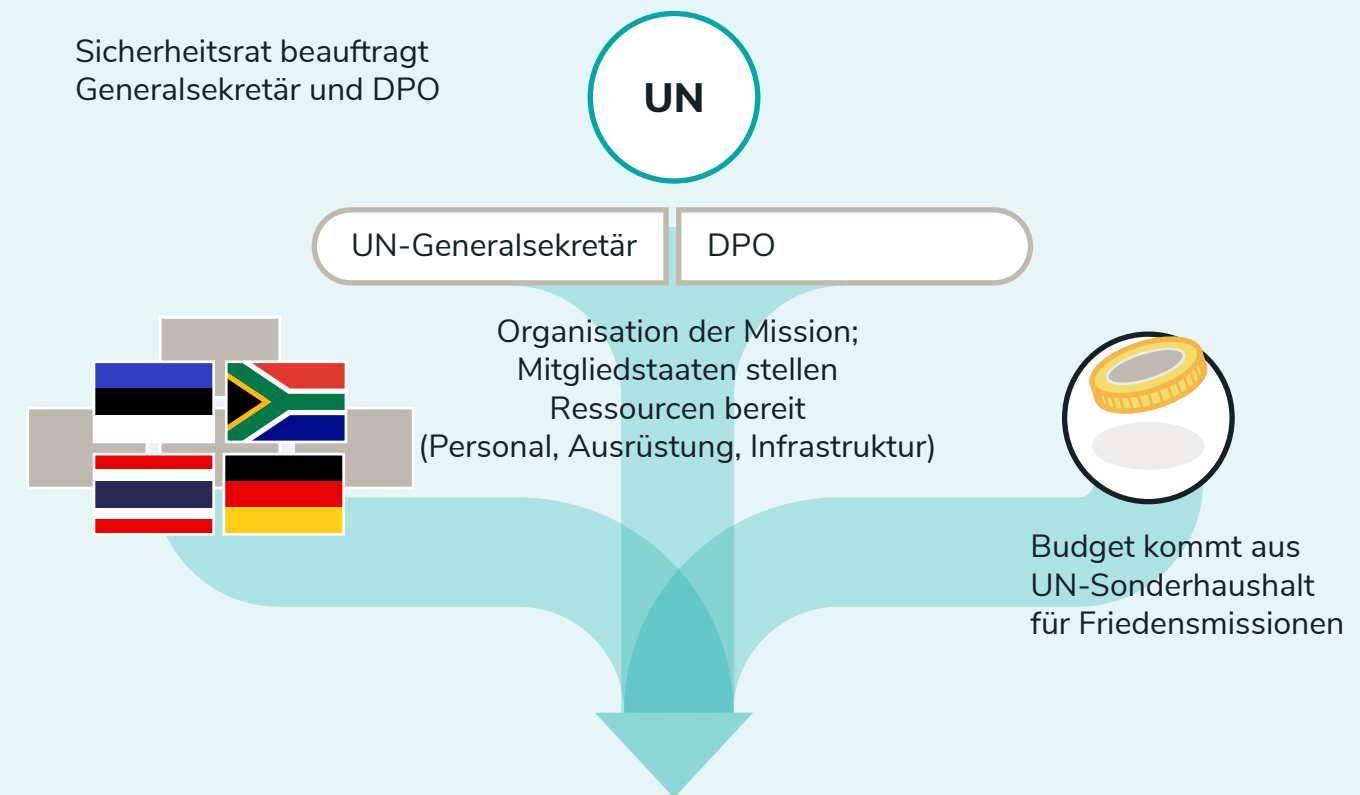 Sicherheitsrat beauftragt
Generalsekretär und DPO
UN
UN-Generalsekretär
DPO
Organisation der Mission;
Mitgliedstaaten stellen
Ressourcen bereit
(Personal, Ausrüstung, Infrastruktur)
Budget kommt aus
UN-Sonderhaushalt
für Friedensmissionen